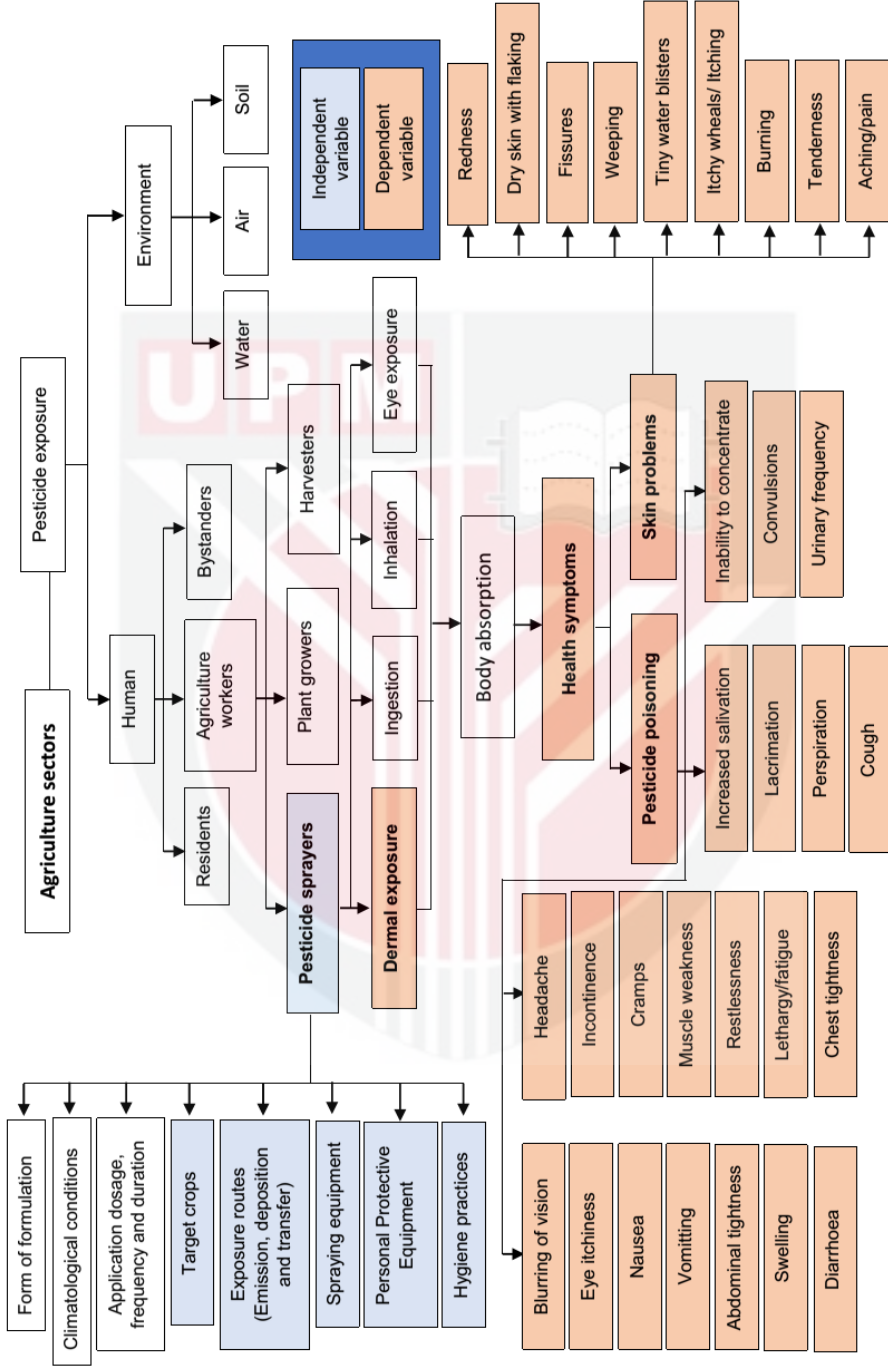 Agriculture sectors
Pesticide exposure
Human
Environment
Residents
Agriculture
workers
Bystanders
Water
Air
Soil
Pesticide sprayers
Plant growers
Harvesters
Dermal exposure
Ingestion
Inhalation
Eye exposure
Independent
variable
Dependent
variable
Form of formulation
Climatological conditions
Application dosage,
frequency and duration
Target crops
Exposure routes
(Emission, deposition
and transfer)
Spraying equipment
Personal Protective
Equipment
Hygiene practices
Body absorption
Health symptoms
Pesticide poisoning
Skin problems
Redness
Dry skin with flaking
Fissures
Weeping
Tiny water blisters
Itchy wheals/ Itching
Burning
Tenderness
Aching/pain
Blurring of vision
Eye itchiness
Nausea
Vomitting
Abdominal tightness
Swelling
Diarrhoea
Headache
Incontinence
Cramps
Muscle weakness
Restlessness
Lethargy/fatigue
Chest tightness
Increased salivation
Lacrimation
Perspiration
Cough
Inability to concentrate
Convulsions
Urinary frequency
UPM